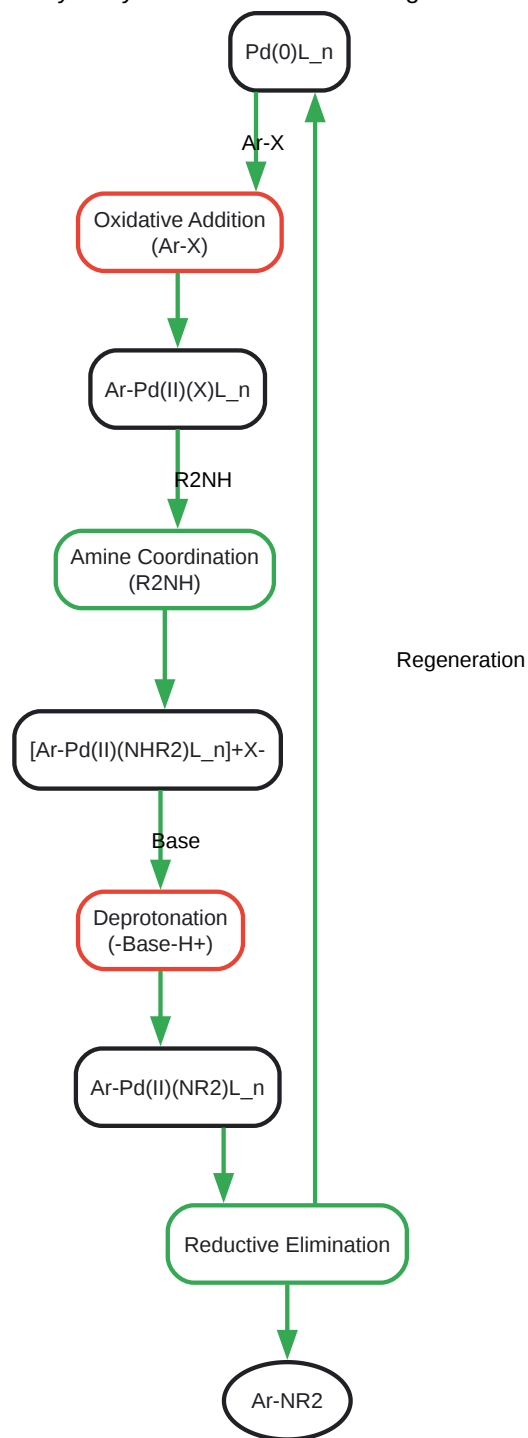 Pd(0)L_n
Ar-X
Oxidative Addition
(Ar-X)
Ar-Pd(II)(X)L_n
R2NH
Amine Coordination
(R2NH)
Regeneration
[Ar-Pd(II)(NHR2)L_n]+X-
Base
Deprotonation
(-Base-H+)
Ar-Pd(II)(NR2)L_n
Reductive Elimination
Ar-NR2